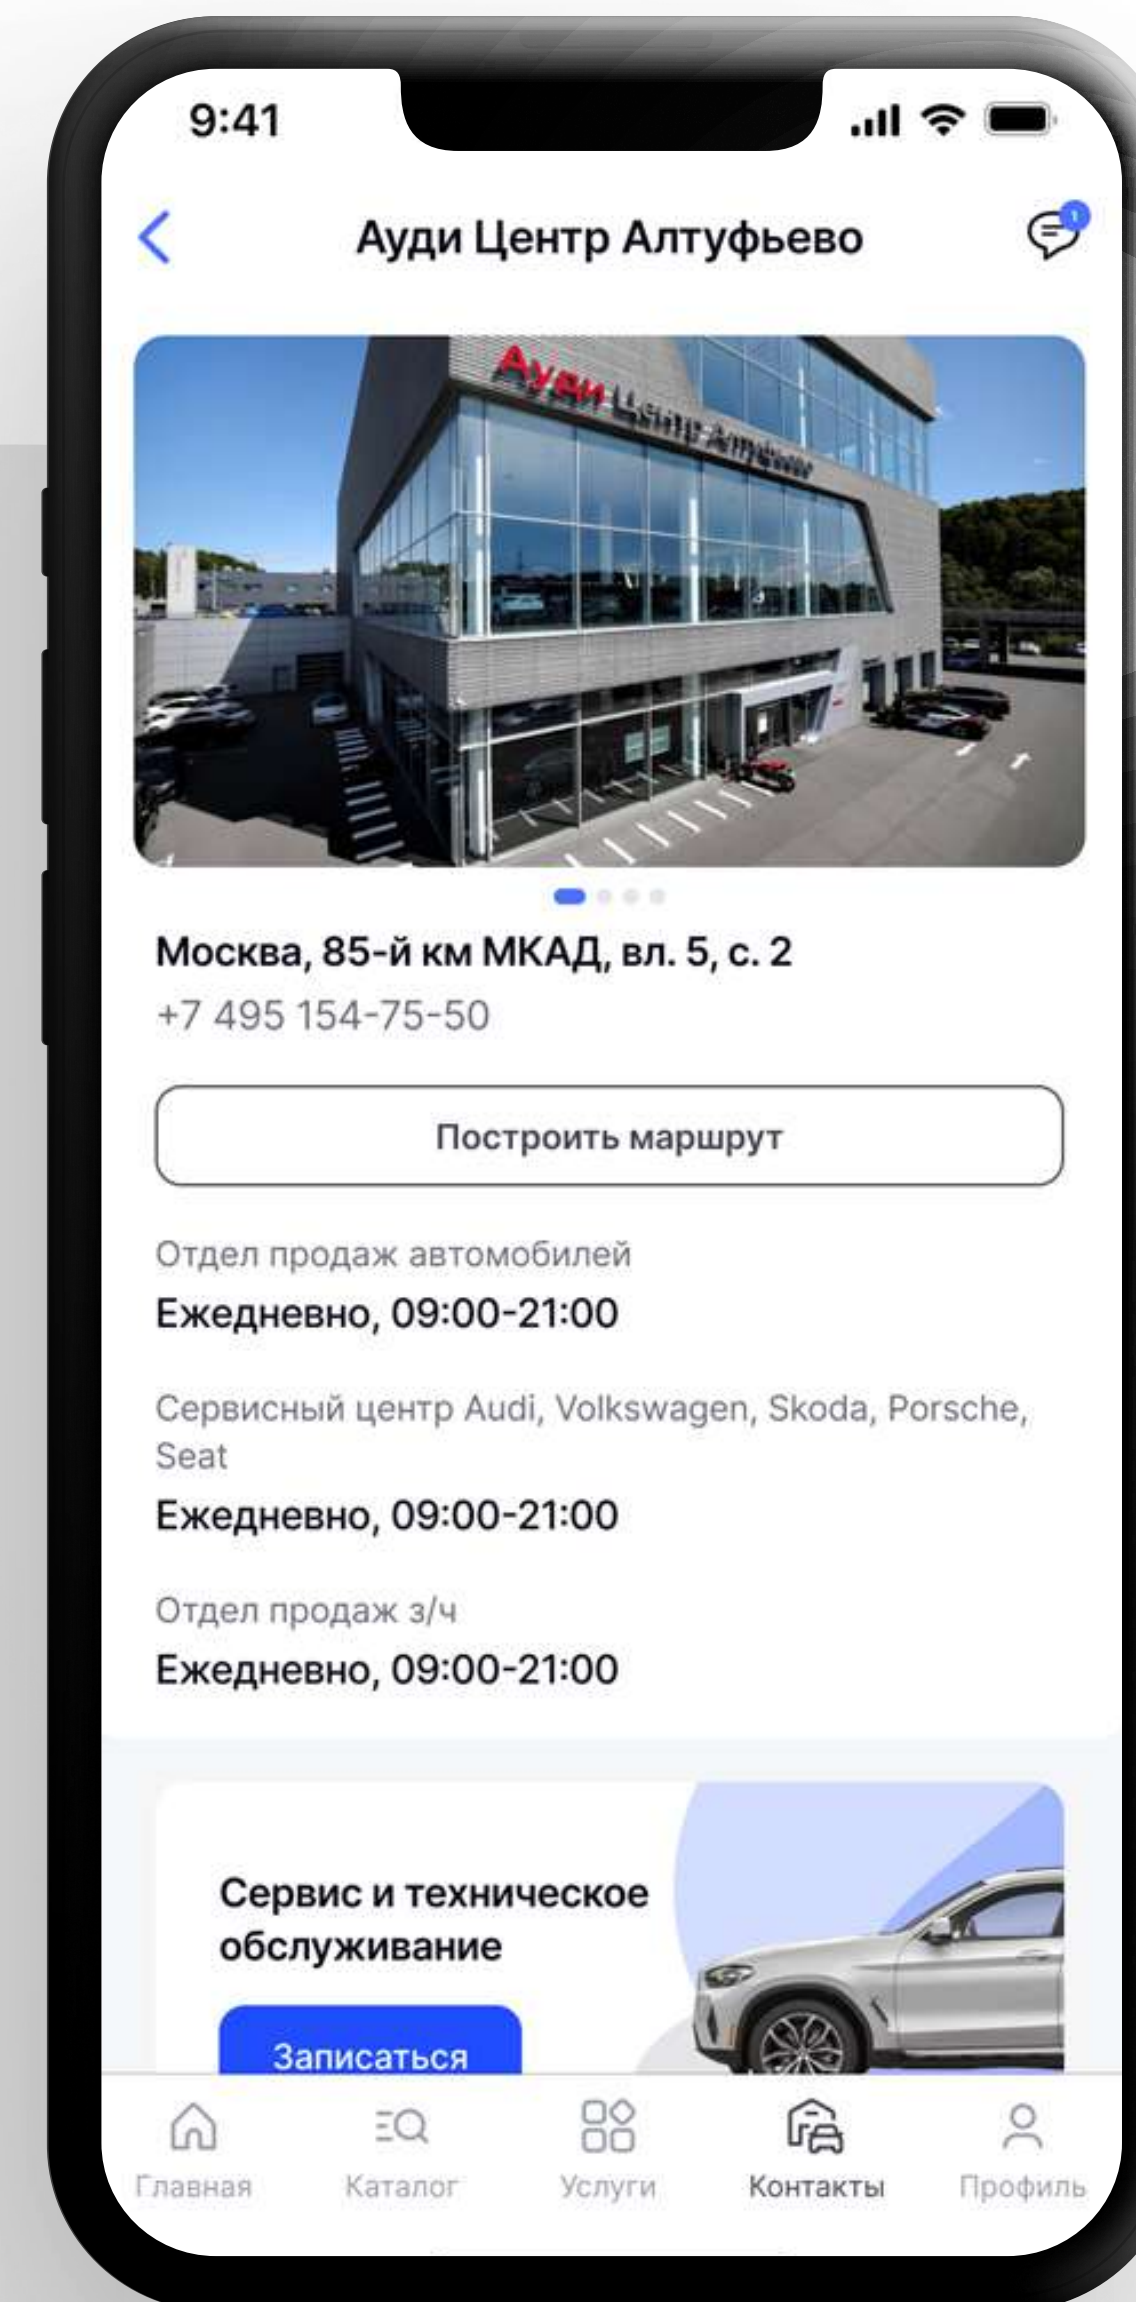 9:41
Ауди Центр Алтуфьево
1
Ауди Центр Алтуфьево
Москва, 85-й км МКАД, вл. 5, с. 2
+7 495 154-75-50
Построить маршрут
Отдел продаж автомобилей
Ежедневно, 09:00-21:00
Сервисный центр Audi, Volkswagen, Skoda, Porsche,
Seat
Ежедневно, 09:00-21:00
Отдел продаж з/ч
Ежедневно, 09:00-21:00
Сервис и техническое
обслуживание
Записаться
Главная
Каталог
Услуги
Контакты
Профиль